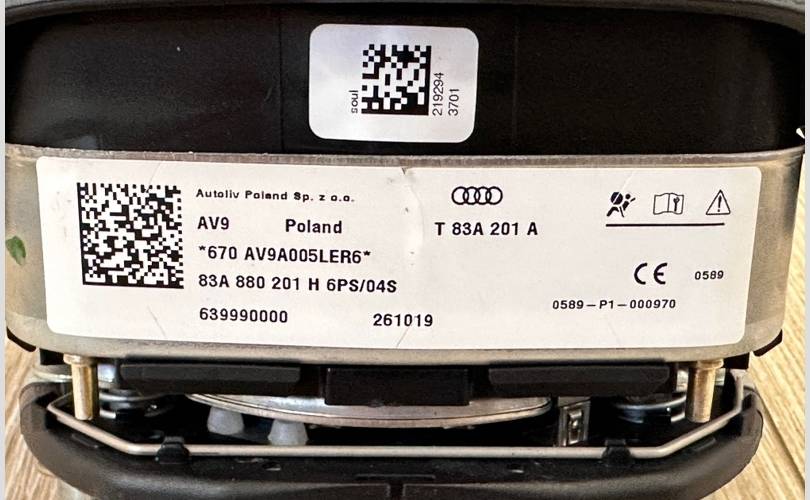 soul
219294
3701
Autoliv Poland Sp. z o.o.
AV9 Poland
T 83A 201 A
*670 AV9A005LER6*
83A 880 201 H 6PS/04S
639990000 261019
CE 0589
0589-P1-000970